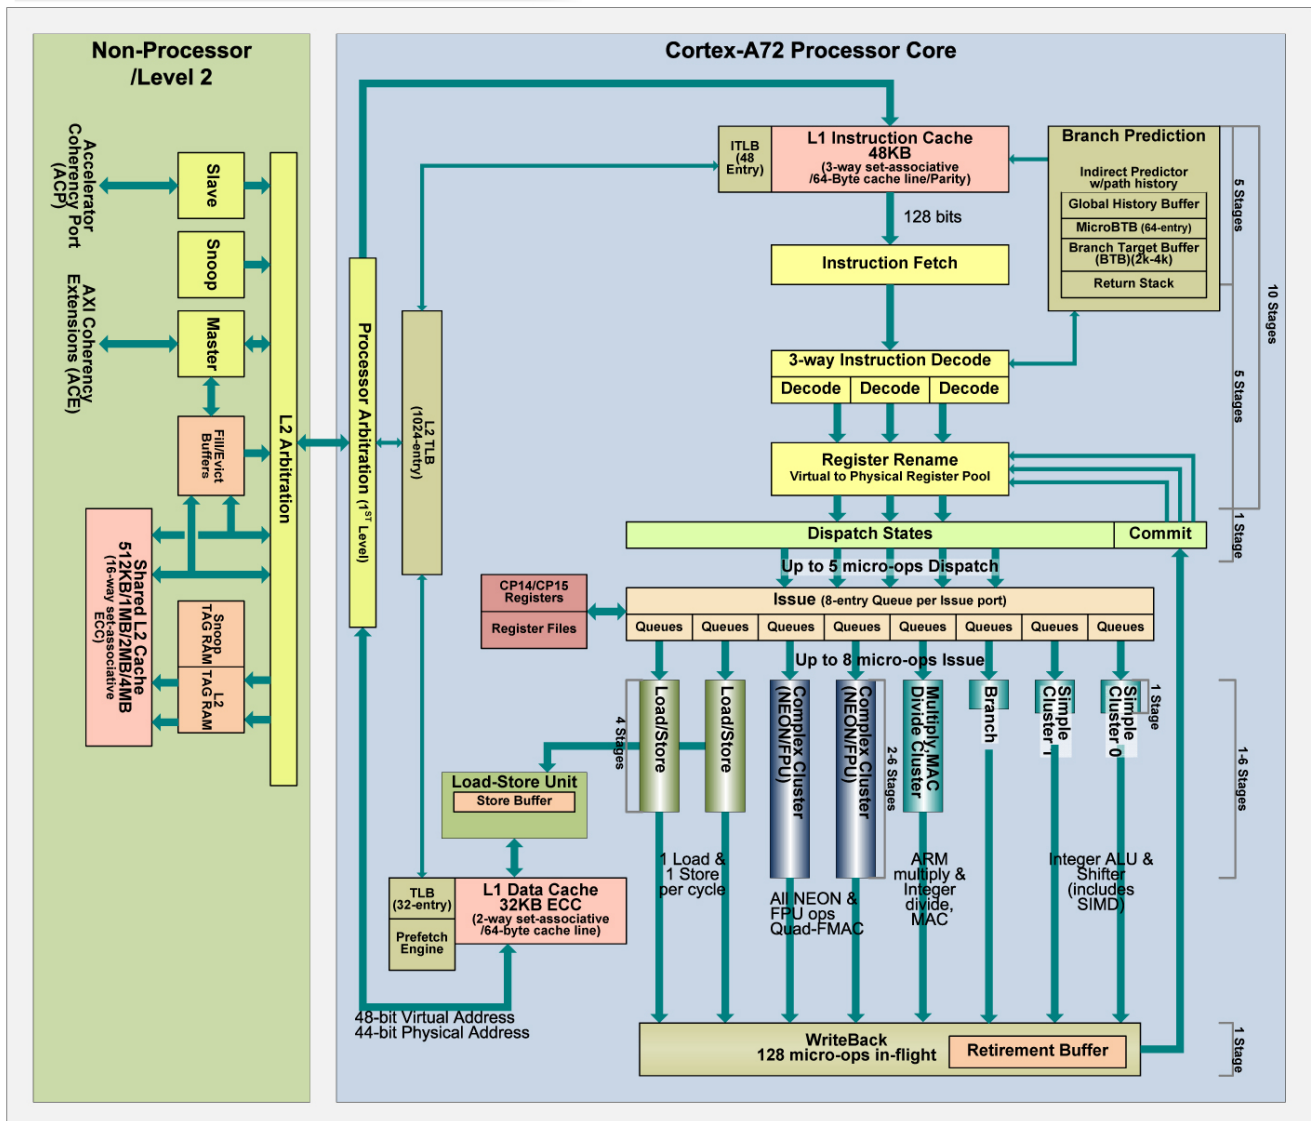 Non-Processor
/Level 2
Cortex-A72 Processor Core
Accelerator
Coherency Port
(ACP)
AXI Coherency
Extensions (ACE)
Slave
Snoop
Master
Fill/Evict
Buffers
L2 Arbitration
Shared L2 Cache
512KB/1MB/2MB/4MB
(16-way set-associative
ECC)
Snoop
TAG RAM
L2
TAG RAM
Processor Arbitration (1ST Level)
L2 TLB
(1024-entry)
ITLB
(48
Entry)
L1 Instruction Cache
48KB
(3-way set-associative
/64-Byte cache line/Parity)
128 bits
Instruction Fetch
Branch Prediction
Indirect Predictor
w/path history
Global History Buffer
MicroBTB (64-entry)
Branch Target Buffer
(BTB)(2k-4k)
Return Stack
5 Stages
10 Stages
5 Stages
3-way Instruction Decode
Decode
Decode
Decode
Register Rename
Virtual to Physical Register Pool
Dispatch States
Commit
1
Stage
Up to 5 micro-ops Dispatch
CP14/CP15
Registers
Register Files
Issue (8-entry Queue per Issue port)
Queues
Queues
Queues
Queues
Queues
Queues
Queues
Queues
Up to 8 micro-ops Issue
4 Stages
Load/Store
Load/Store
Complex Cluster
(NEON/FPU)
Complex Cluster
(NEON/FPU)
2-6 Stages
Multiply,MAC
Divide Cluster
Branch
Simple
Cluster 1
Simple
Cluster 0
1
Stage
1-6 Stages
Load-Store Unit
Store Buffer
TLB
(32-entry)
Prefetch
Engine
L1 Data Cache
32KB ECC
(2-way set-associative
/64-byte cache line)
1 Load &
1 Store
per cycle
All NEON &
FPU ops
Quad-FMAC
ARM
multiply &
Integer
divide,
MAC
Integer ALU &
Shifter
(includes
SIMD)
48-bit Virtual Address
44-bit Physical Address
WriteBack
128 micro-ops in-flight
Retirement Buffer
1
Stage